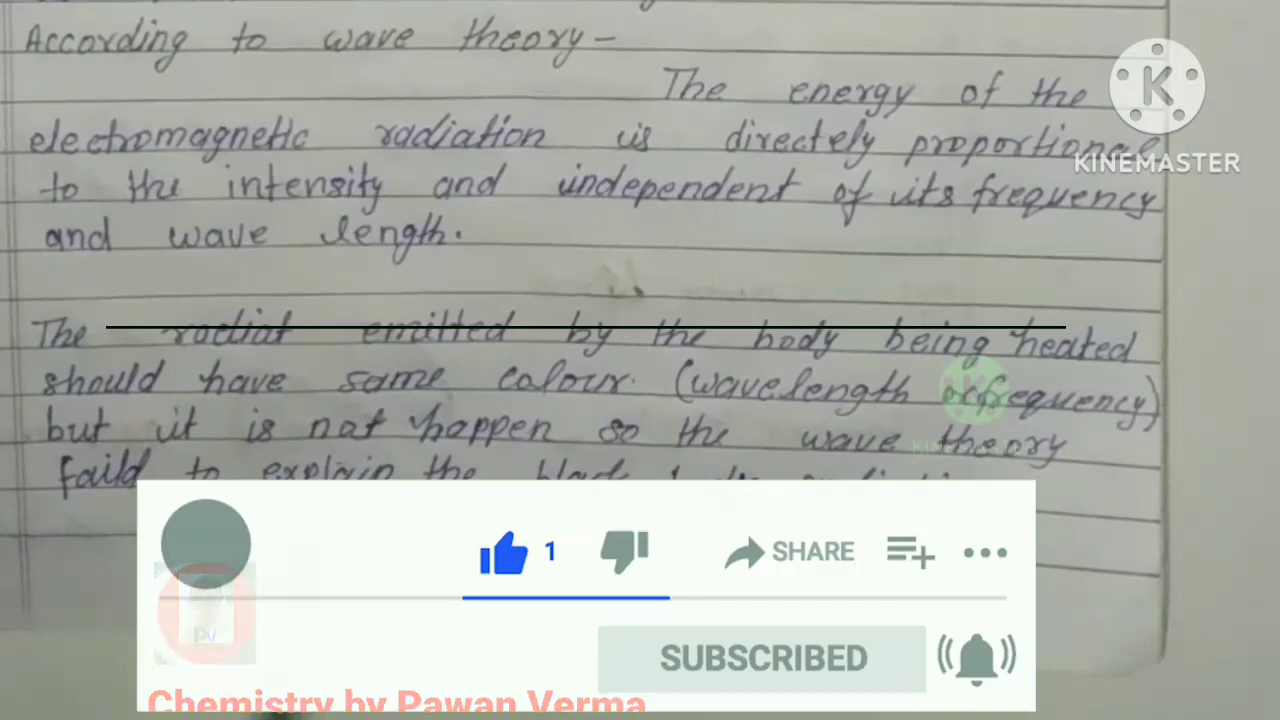 According to wave theory -
The energy of the
electromagnetic radiation is directely proportional
to the intensity and independent of its frequency
and wave length.
The radiat emitted by the body being heated
should have same colour. (wavelength or frequency)
but it is not happen so the wave theory
faild to explain the
KINEMASTER
1
SHARE
SUBSCRIBED
PV
Chemistry by Pawan Verma